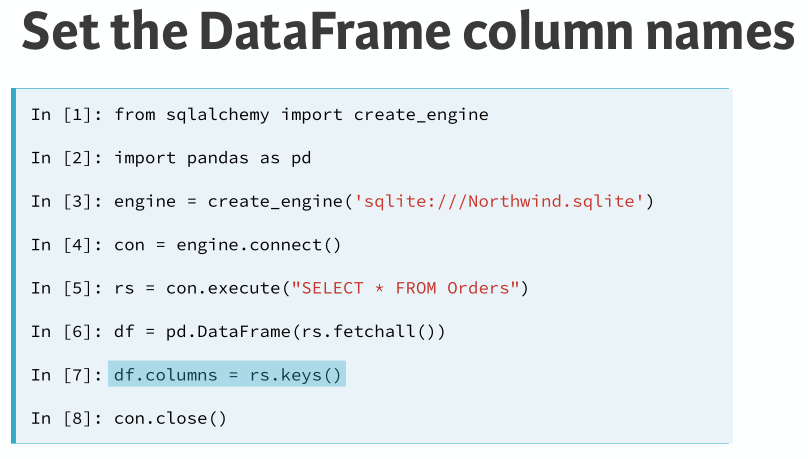 Set the DataFrame column names
In [1]: from sqlalchemy import create_engine
In [2]: import pandas as pd
In [3]: engine = create_engine('sqlite:///Northwind.sqlite')
In [4]: con = engine.connect()
In [5]: rs = con.execute("SELECT * FROM Orders")
In [6]: df = pd.DataFrame(rs.fetchall())
In [7]: df.columns = rs.keys()
In [8]: con.close()